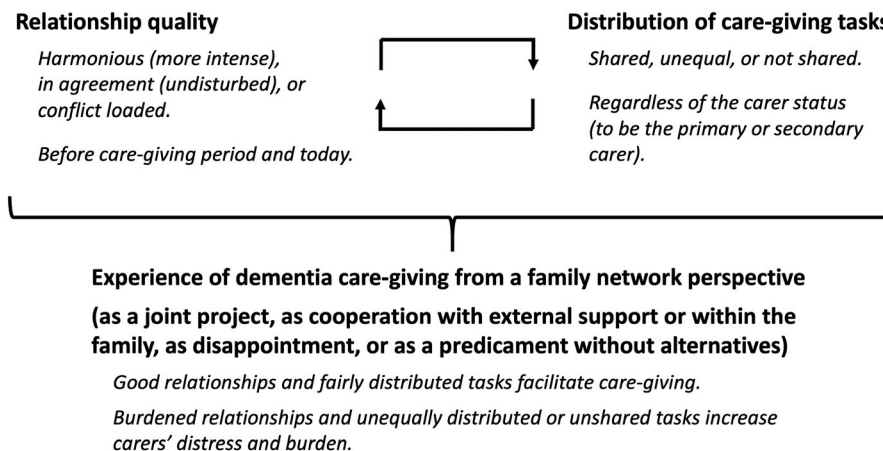 Relationship quality
Harmonious (more intense),
in agreement (undisturbed), or
conflict loaded.
Before care-giving period and today.
Distribution of care-giving tasks
Shared, unequal, or not shared.
Regardless of the carer status
(to be the primary or secondary
carer).
Experience of dementia care-giving from a family network perspective
(as a joint project, as cooperation with external support or within the
family, as disappointment, or as a predicament without alternatives)
Good relationships and fairly distributed tasks facilitate care-giving.
Burdened relationships and unequally distributed or unshared tasks increase
carers’ distress and burden.